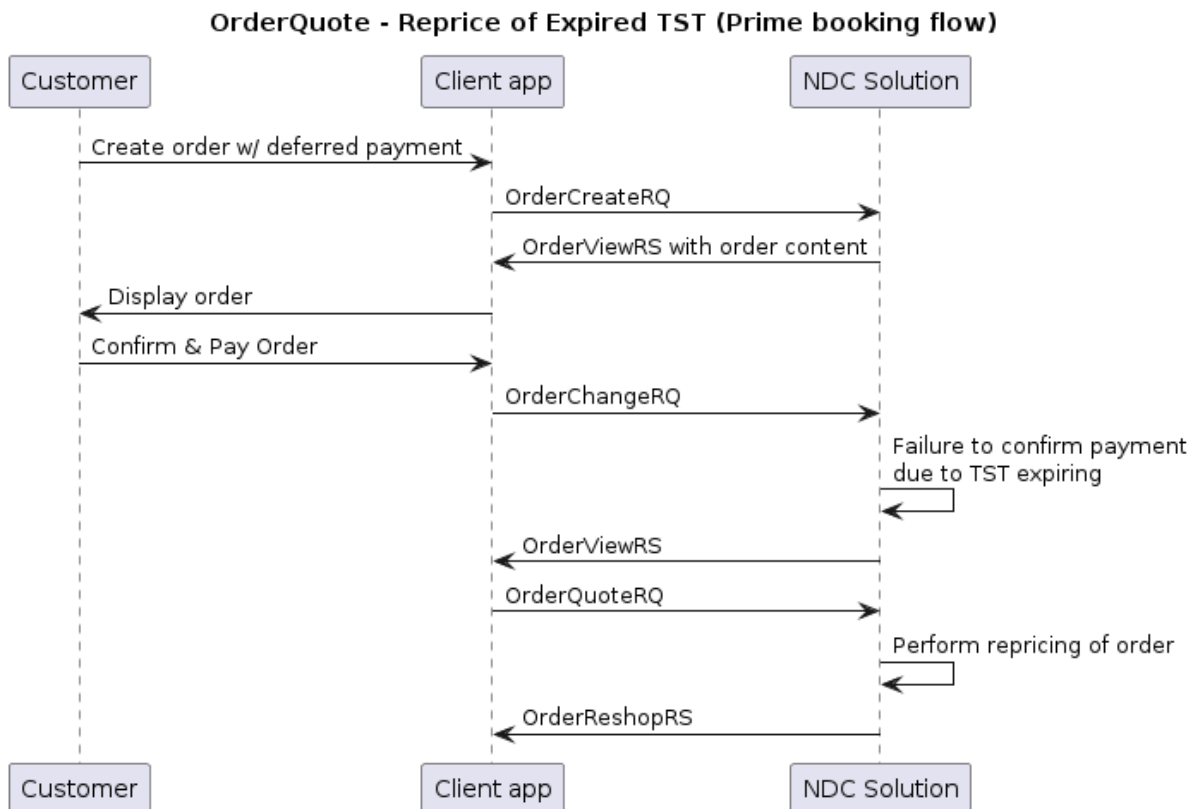 OrderQuote - Reprice of Expired TST (Prime booking flow)
Customer
Client app
NDC Solution
Create order w/ deferred payment
OrderCreateRQ
OrderViewRS with order content
Display order
Confirm & Pay Order
OrderChangeRQ
Failure to confirm payment
due to TST expiring
OrderViewRS
OrderQuoteRQ
Perform repricing of order
OrderReshopRS
Customer
Client app
NDC Solution